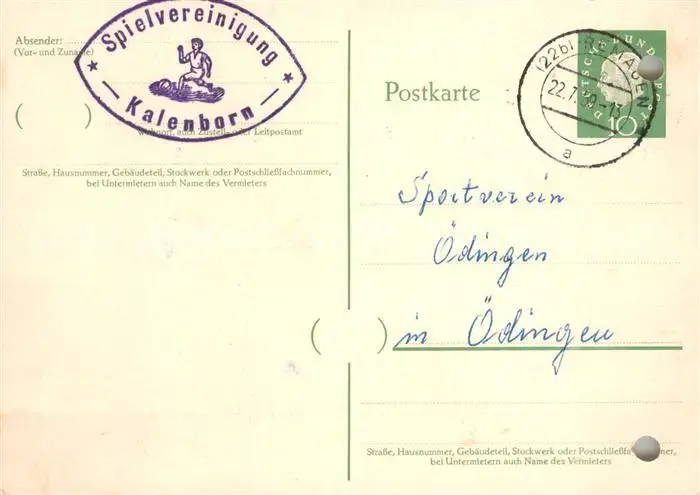 Absender:
(Vor- und Zuname)
Spielvereinigung
Kalenborn
Wohnort, auch Zustell- oder Leitpostamt
Straße, Hausnummer, Gebäudeteil, Stockwerk oder Postschließfachnummer,
bei Untermietern auch Name des Vermieters
Postkarte
(22b)
22.7.59-13
a
DEUTSCHE BUNDESPOST
10
Sportverein
Ödingen
in Ödingen
Straße, Hausnummer, Gebäudeteil, Stockwerk oder Postschließfachnummer,
bei Untermietern auch Name des Vermieters